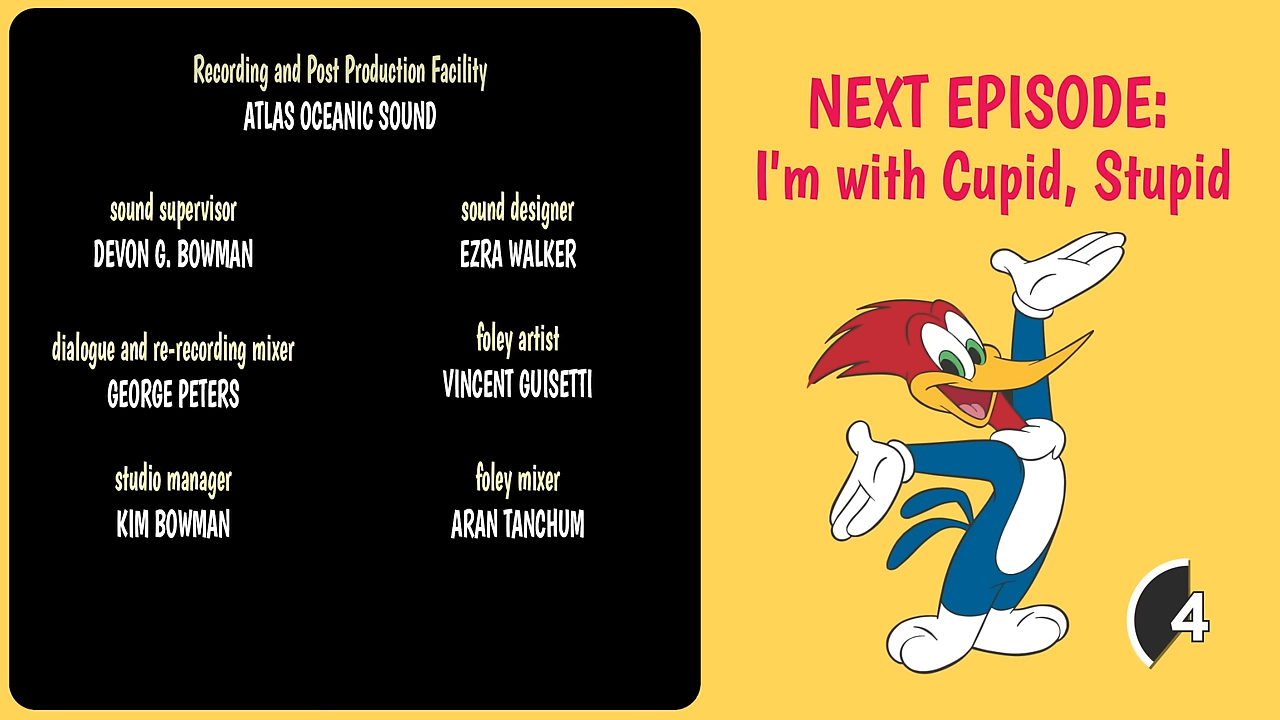 Recording and Post Production Facility
ATLAS OCEANIC SOUND
sound supervisor
DEVON G. BOWMAN
sound designer
EZRA WALKER
dialogue and re-recording mixer
GEORGE PETERS
foley artist
VINCENT GUISETTI
studio manager
KIM BOWMAN
foley mixer
ARAN TANCHUM
NEXT EPISODE:
I'm with Cupid, Stupid
4